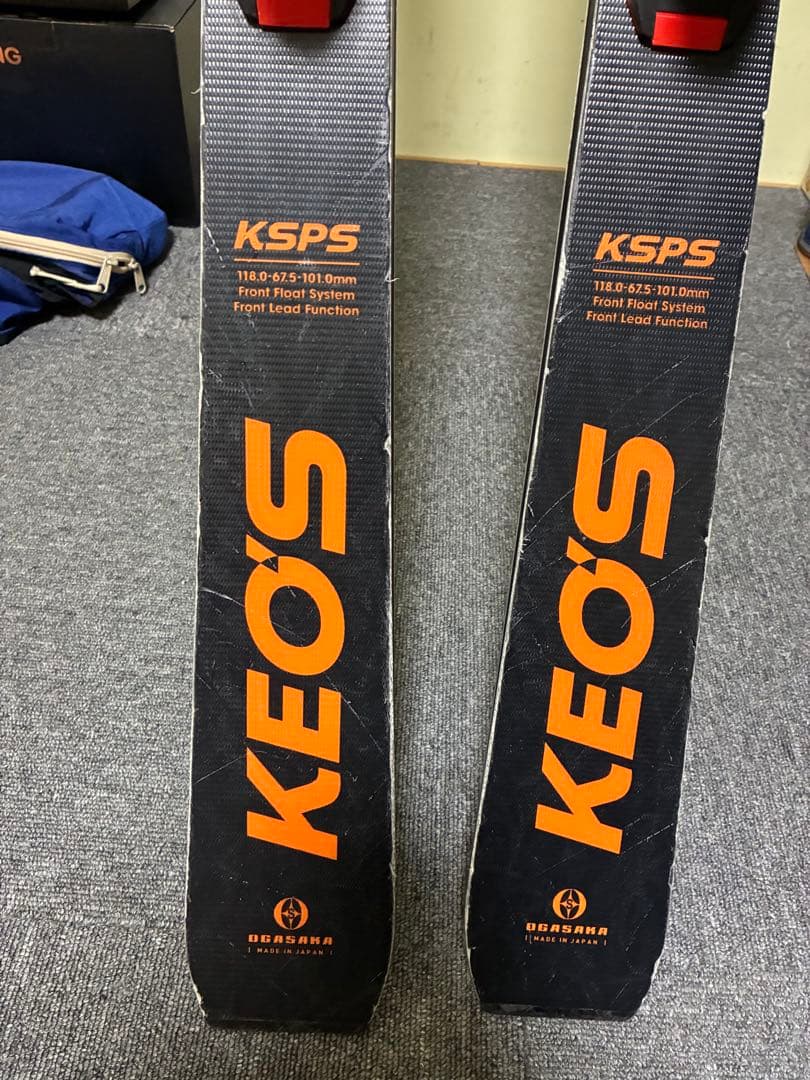 NG
KSPS
118.0-67.5-101.0mm
Front Float System
Front Lead Function
KEO'S
OGASAKA
MADE IN JAPAN
KSPS
118.0-67.5-101.0mm
Front Float System
Front Lead Function
KEO'S
OGASAKA
MADE IN JAPAN